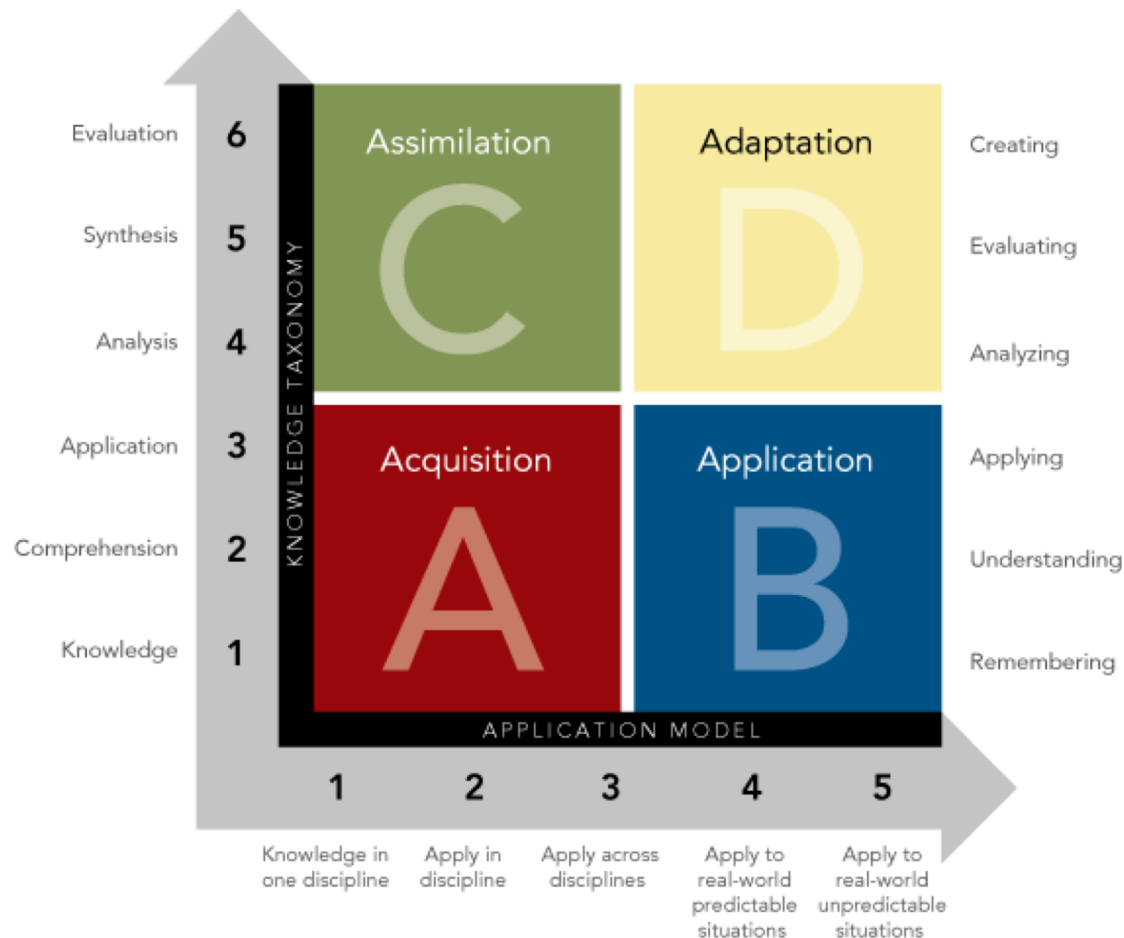 Evaluation
6
Assimilation
C
Adaptation
D
Creating
Synthesis
5
Evaluating
Analysis
4
Analyzing
KNOWLEDGE TAXONOMY
Application
3
Acquisition
A
Application
B
Applying
Comprehension
2
Understanding
Knowledge
1
Remembering
APPLICATION MODEL
1
2
3
4
5
Knowledge in
one discipline
Apply in
discipline
Apply across
disciplines
Apply to
real-world
predictable
situations
Apply to
real-world
unpredictable
situations